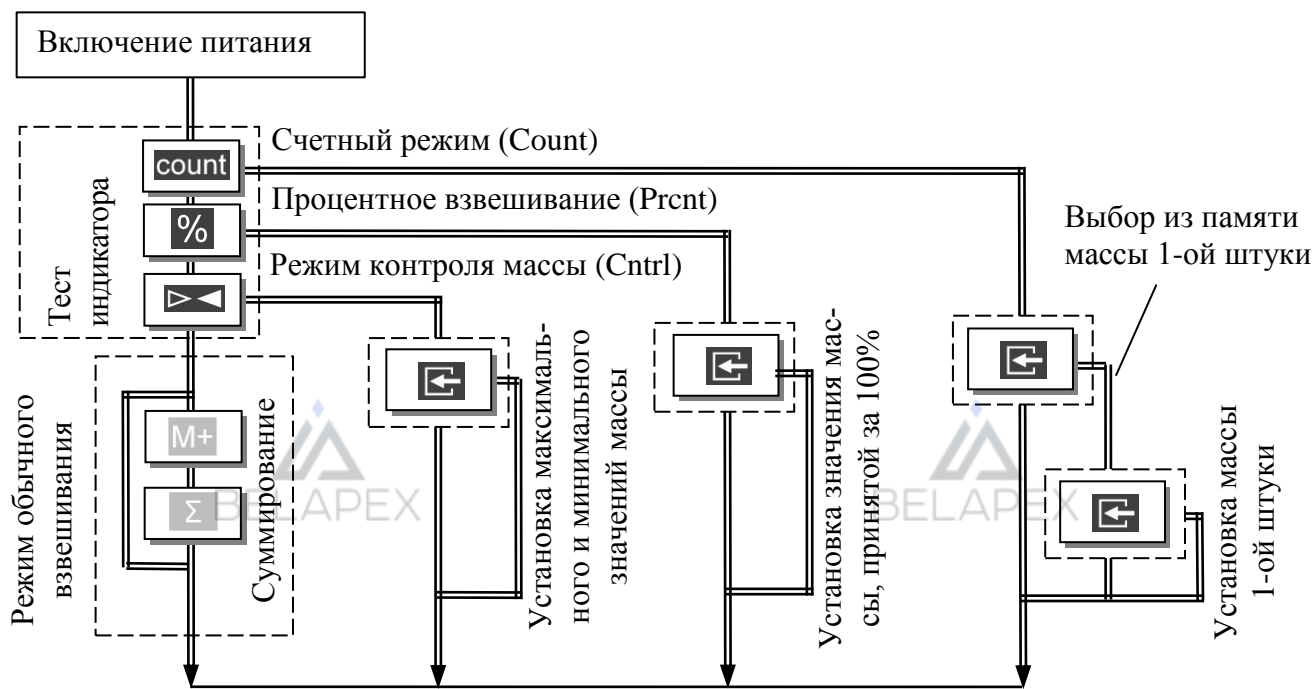 Включение питания
Счетный режим (Count)
count
Процентное взвешивание (Prcnt)
%
Режим контроля массы (Cntrl)
Тест
индикатора
Выбор из памяти
массы 1-ой штуки
Режим обычного
взвешивания
M+
Σ
Суммирование
Установка максималь-
ного и минимального
значений массы
Установка значения мас-
сы, принятой за 100%
Установка массы
1-ой штуки
BELAPEX
BELAPEX